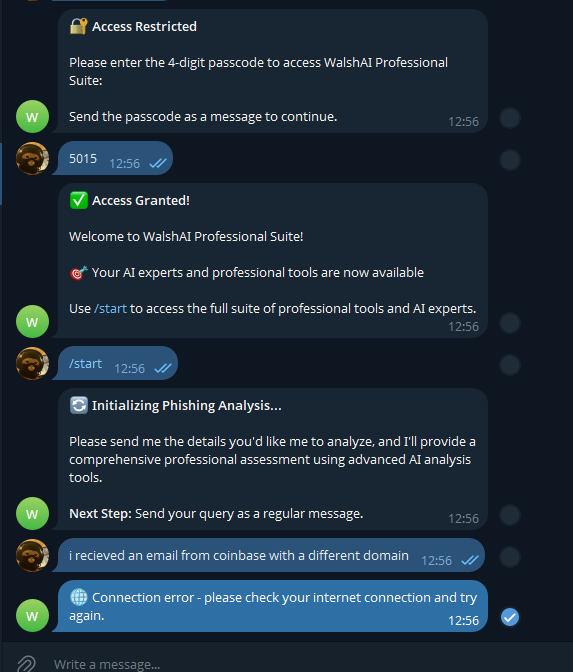 🔐 Access Restricted
Please enter the 4-digit passcode to access WalshAI Professional
Suite:
Send the passcode as a message to continue.
12:56
W
5015
12:56
✅ Access Granted!
Welcome to WalshAI Professional Suite!
🎯 Your AI experts and professional tools are now available
Use /start to access the full suite of professional tools and AI experts.
12:56
W
/start
12:56
🔄 Initializing Phishing Analysis...
Please send me the details you'd like me to analyze, and I'll provide a
comprehensive professional assessment using advanced AI analysis
tools.
Next Step: Send your query as a regular message.
12:56
W
i recieved an email from coinbase with a different domain
12:56
🌐 Connection error - please check your internet connection and try
again.
12:56
W
Write a message...